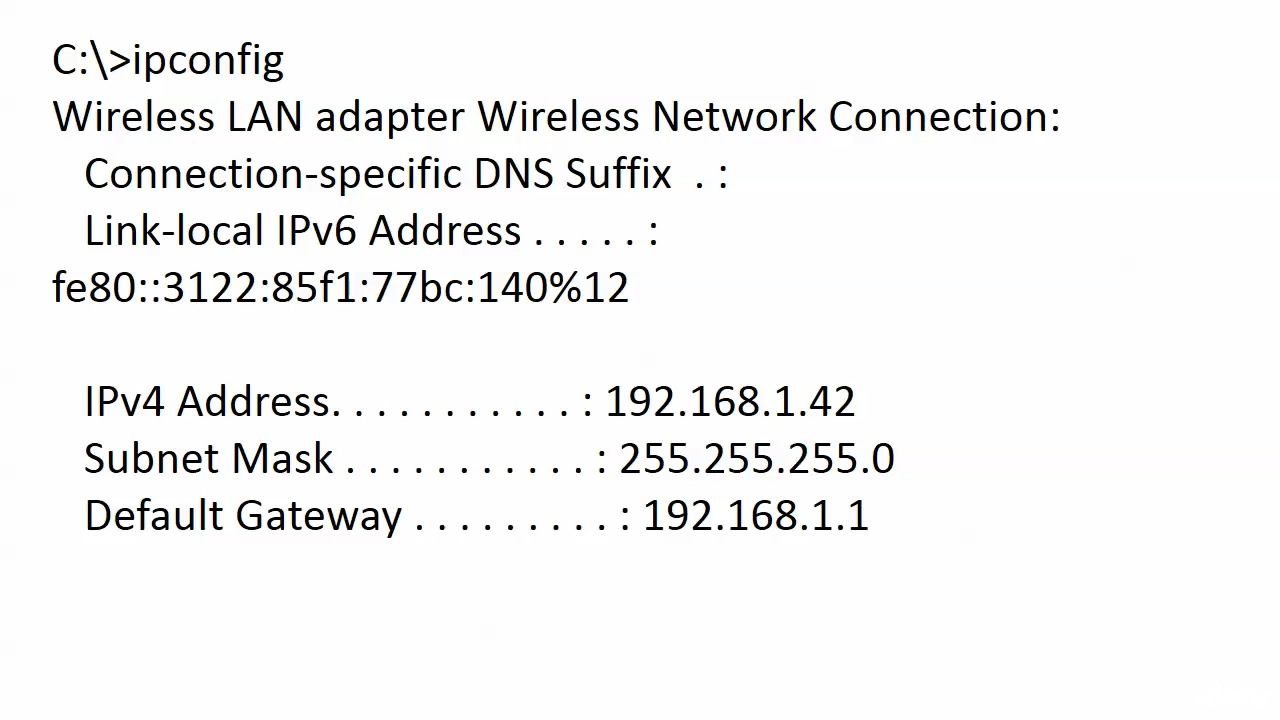 C:\>ipconfig
Wireless LAN adapter Wireless Network Connection:
Connection-specific DNS Suffix  . :
Link-local IPv6 Address . . . . . :
fe80::3122:85f1:77bc:140%12
IPv4 Address. . . . . . . . . . . : 192.168.1.42
Subnet Mask . . . . . . . . . . . : 255.255.255.0
Default Gateway . . . . . . . . . : 192.168.1.1